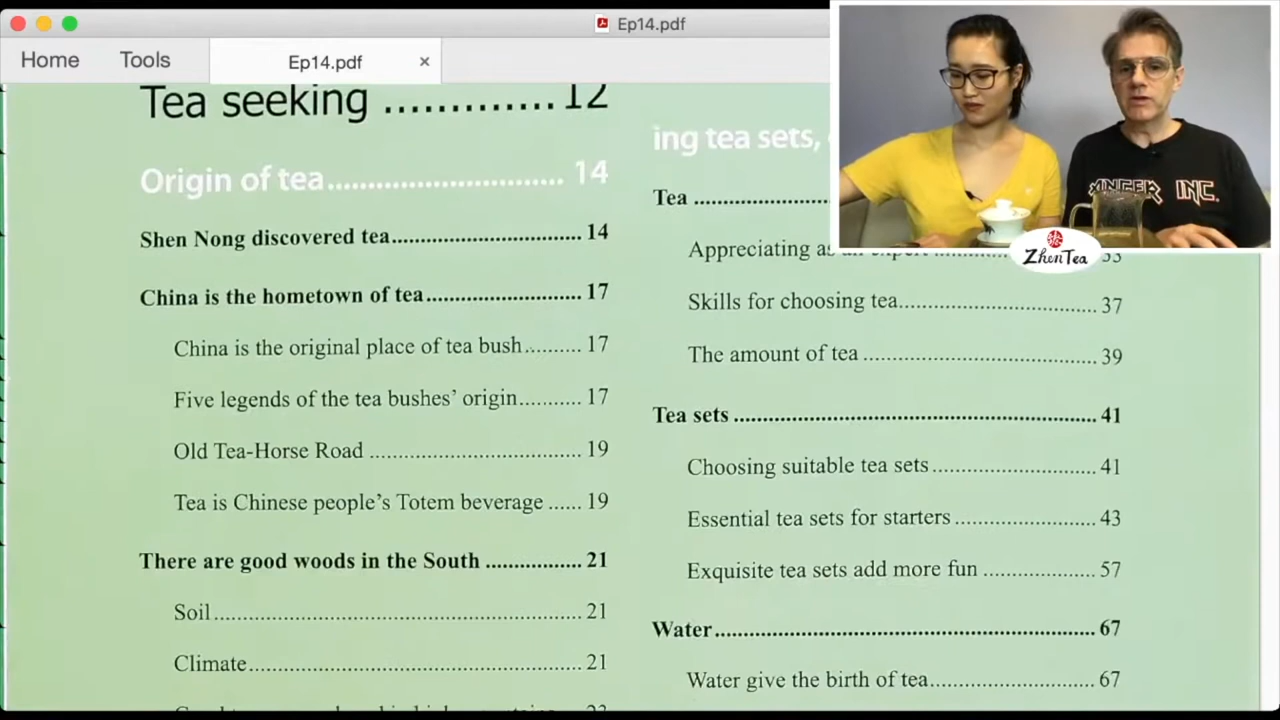 Ep14.pdf
Home
Tools
Ep14.pdf
×
Tea seeking .............12
Origin of tea.............................. 14
Shen Nong discovered tea................................ 14
China is the hometown of tea.......................... 17
China is the original place of tea bush......... 17
Five legends of the tea bushes' origin.......... 17
Old Tea-Horse Road .................................. 19
Tea is Chinese people's Totem beverage ...... 19
There are good woods in the South ................ 21
Soil............................................................. 21
Climate....................................................... 21
ing tea sets,
Tea ......................
Appreciating as an expert
Skills for choosing tea................................ 37
The amount of tea ...................................... 39
Tea sets ............................................................ 41
Choosing suitable tea sets........................... 41
Essential tea sets for starters ....................... 43
Exquisite tea sets add more fun .................. 57
Water............................................................... 67
Water give the birth of tea........................... 67
INC.
ZhenTea